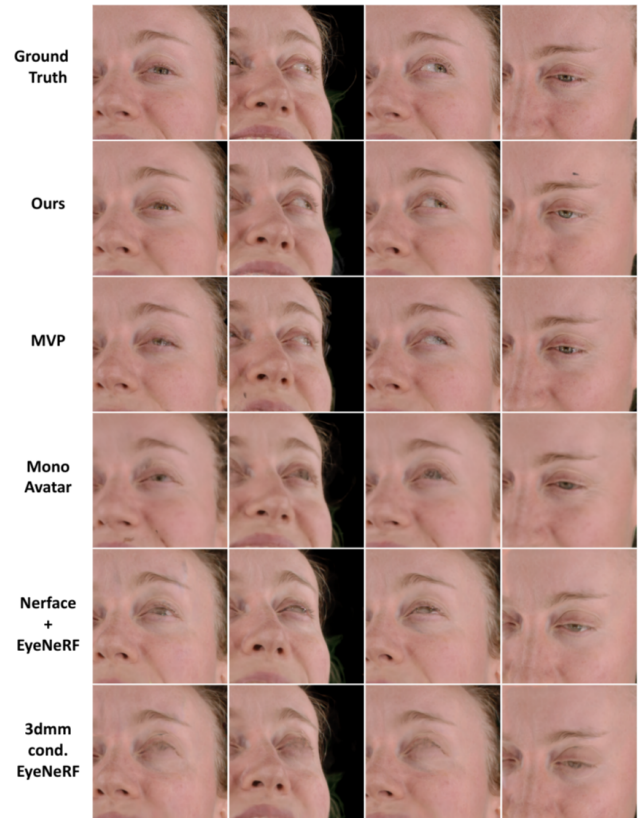 Ground
Truth
Ours
MVP
Mono
Avatar
Nerface
+
EyeNeRF
3dmm
cond.
EyeNeRF